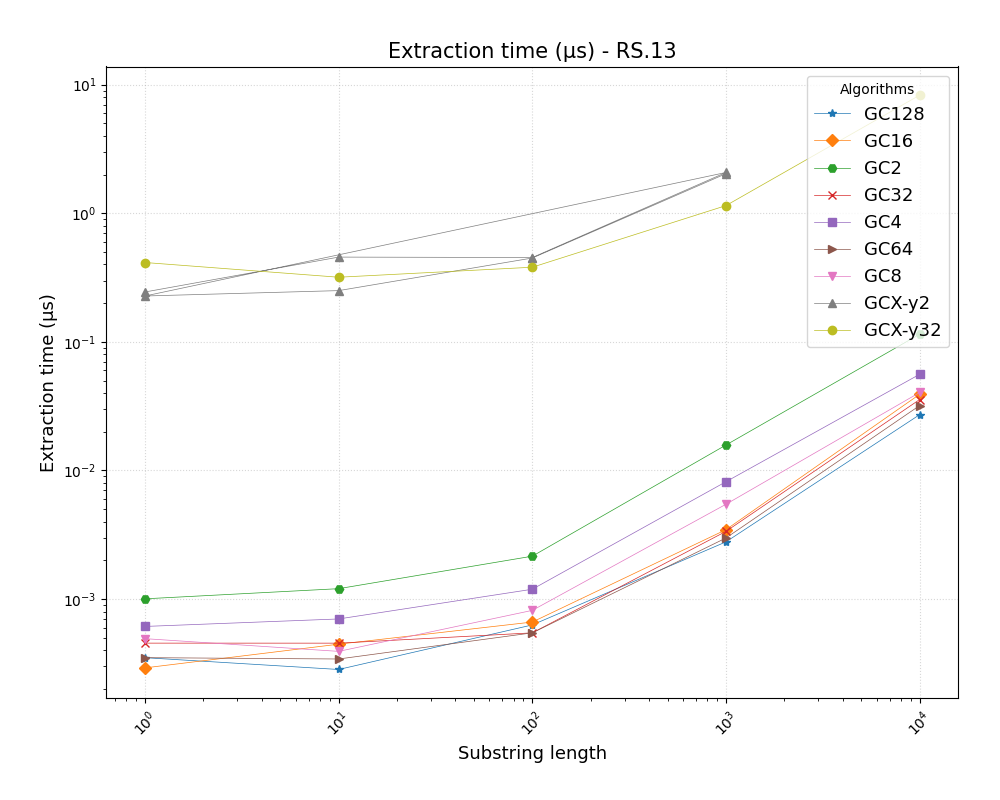 Extraction time (µs) - RS.13
Extraction time (µs)
10¹
10⁰
10⁻¹
10⁻²
10⁻³
Algorithms
GC128
GC16
GC2
GC32
GC4
GC64
GC8
GCX-y2
GCX-y32
10⁰
10¹
10²
10³
10⁴
Substring length